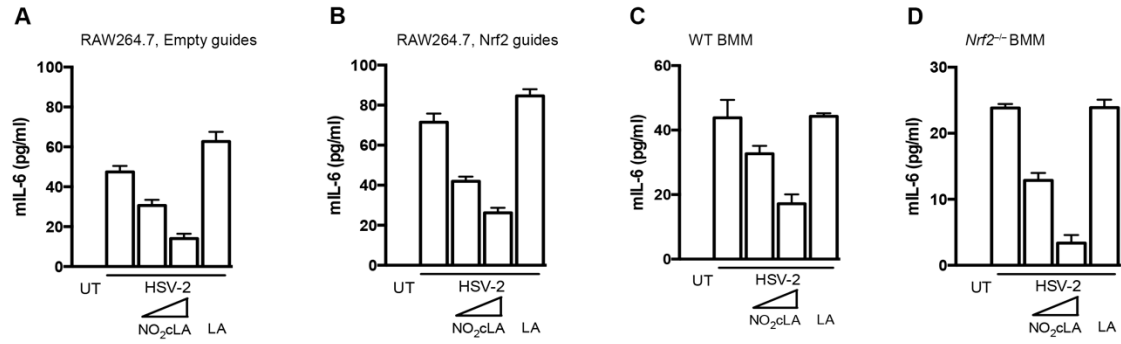 A
RAW264.7, Empty guides
mIL-6 (pg/ml)
100
80
60
40
20
0
UT
HSV-2
NO2cLA
LA
B
RAW264.7, Nrf2 guides
mIL-6 (pg/ml)
100
80
60
40
20
0
UT
HSV-2
NO2cLA
LA
C
WT BMM
mIL-6 (pg/ml)
60
40
20
0
UT
HSV-2
NO2cLA
LA
D
Nrf2–/– BMM
mIL-6 (pg/ml)
30
20
10
0
UT
HSV-2
NO2cLA
LA